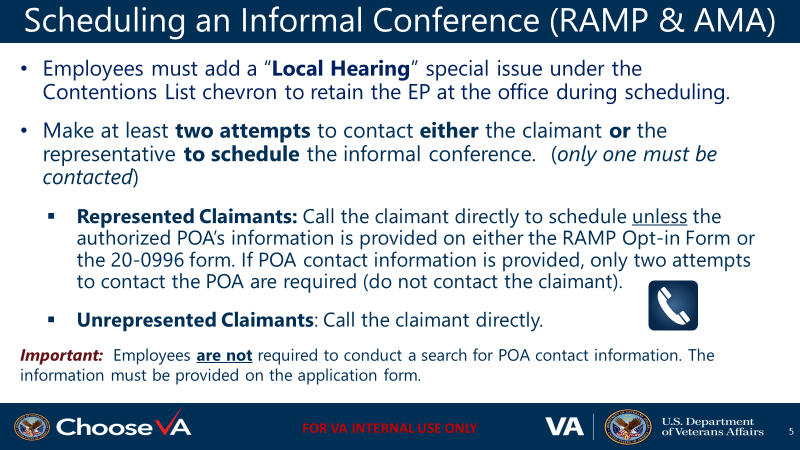 Scheduling an Informal Conference (RAMP & AMA)
• Employees must add a “Local Hearing” special issue under the
Contentions List chevron to retain the EP at the office during scheduling.
• Make at least two attempts to contact either the claimant or the
representative to schedule the informal conference. (only one must be
contacted)
▪ Represented Claimants: Call the claimant directly to schedule unless the
authorized POA’s information is provided on either the RAMP Opt-in Form or
the 20-0996 form. If POA contact information is provided, only two attempts
to contact the POA are required (do not contact the claimant).
▪ Unrepresented Claimants: Call the claimant directly.
Important: Employees are not required to conduct a search for POA contact information. The
information must be provided on the application form.
ChooseVA
FOR VA INTERNAL USE ONLY
VA
U.S. Department
of Veterans Affairs
5